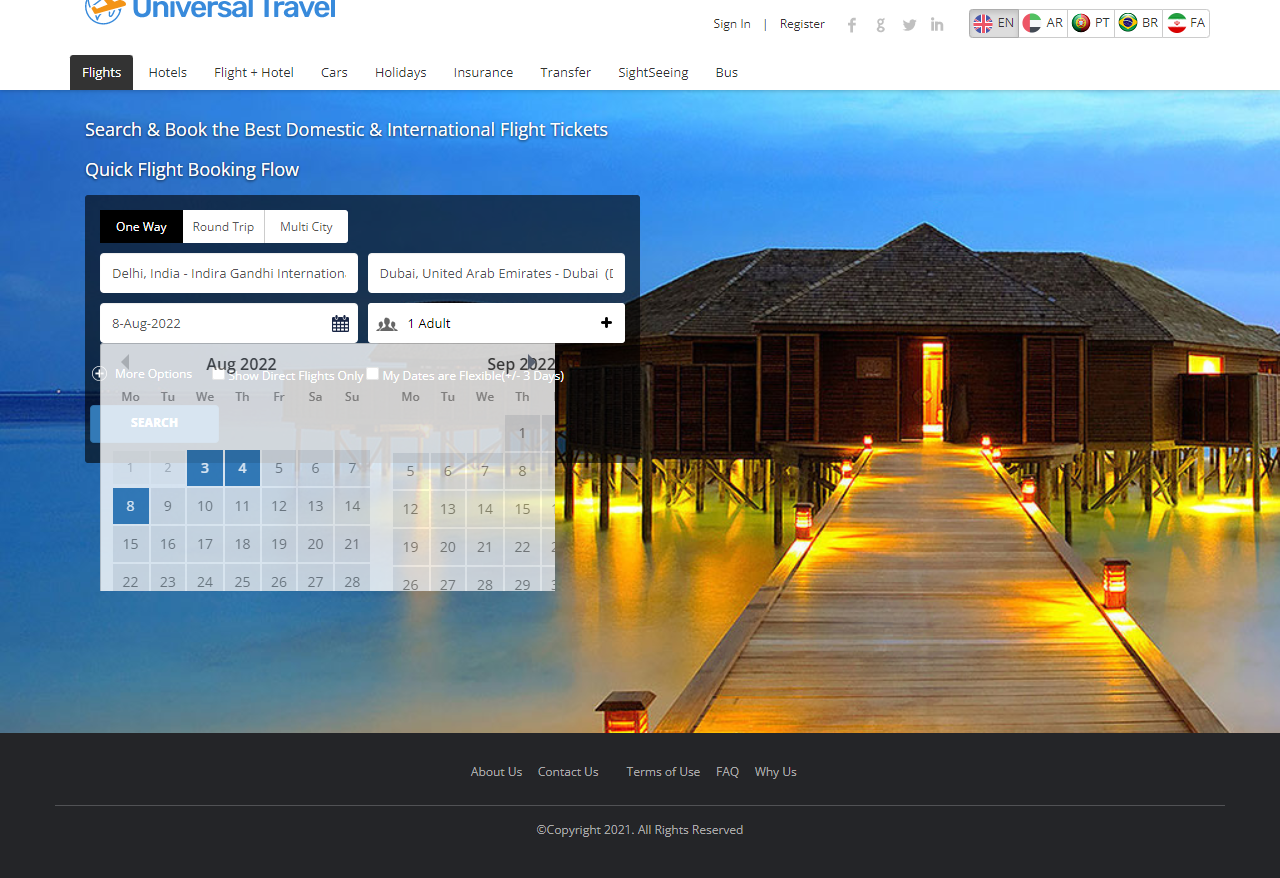 Universal Travel
Sign In | Register
EN AR PT BR FA
Flights Hotels Flight + Hotel Cars Holidays Insurance Transfer SightSeeing Bus
Search & Book the Best Domestic & International Flight Tickets
Quick Flight Booking Flow
One Way Round Trip Multi City
Delhi, India - Indira Gandhi Internation
Dubai, United Arab Emirates - Dubai (D
8-Aug-2022
1 Adult
Aug 2022 Sep 2022
More Options Show Direct Flights Only My Dates are Flexible(+/- 3 Days)
Mo Tu We Th Fr Sa Su Mo Tu We Th
SEARCH
1
1 2 3 4 5 6 7 5 6 7 8
8 9 10 11 12 13 14 12 13 14 15
15 16 17 18 19 20 21 19 20 21 22
22 23 24 25 26 27 28 26 27 28 29
About Us Contact Us Terms of Use FAQ Why Us
©Copyright 2021. All Rights Reserved